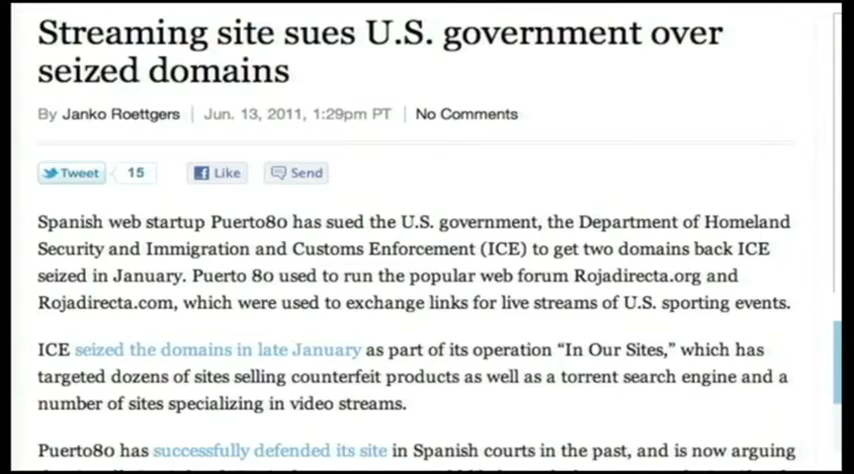 Streaming site sues U.S. government over
seized domains
By Janko Roettgers | Jun. 13, 2011, 1:29pm PT | No Comments
Tweet 15 Like Send
Spanish web startup Puerto80 has sued the U.S. government, the Department of Homeland
Security and Immigration and Customs Enforcement (ICE) to get two domains back ICE
seized in January. Puerto 80 used to run the popular web forum Rojadirecta.org and
Rojadirecta.com, which were used to exchange links for live streams of U.S. sporting events.
ICE seized the domains in late January as part of its operation “In Our Sites,” which has
targeted dozens of sites selling counterfeit products as well as a torrent search engine and a
number of sites specializing in video streams.
Puerto80 has successfully defended its site in Spanish courts in the past, and is now arguing